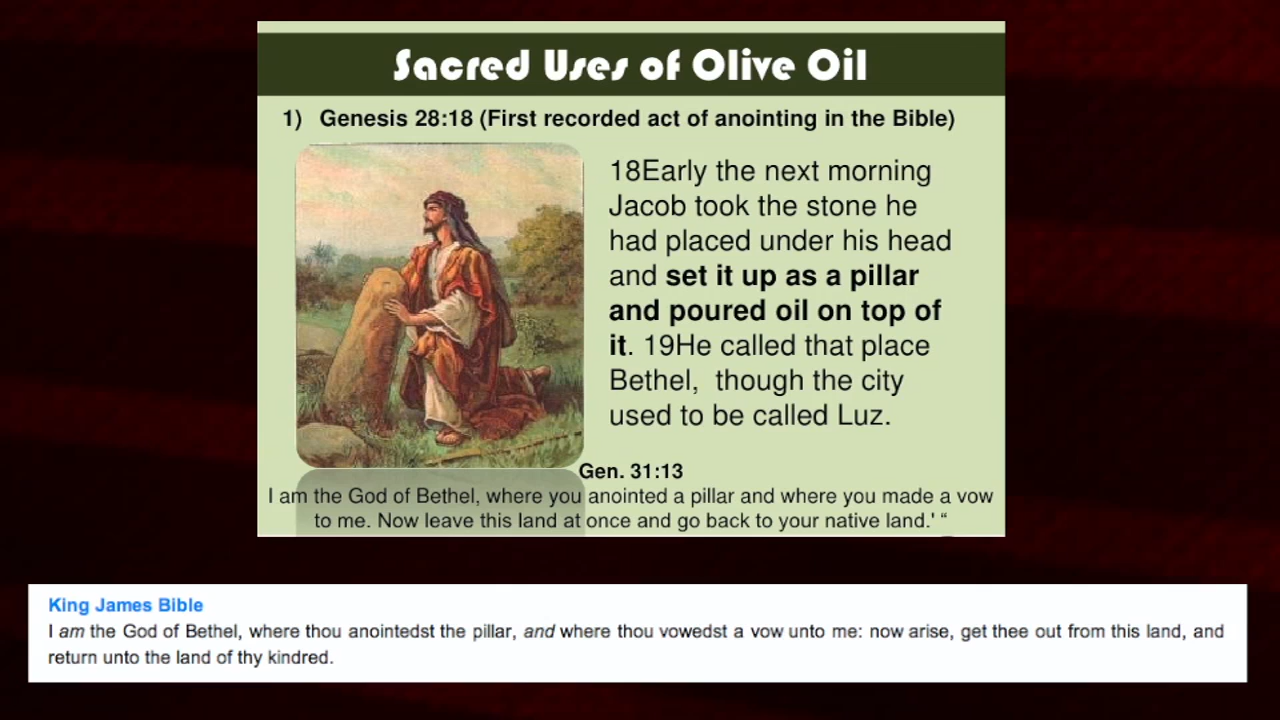 Sacred Uses of Olive Oil
1) Genesis 28:18 (First recorded act of anointing in the Bible)
18Early the next morning
Jacob took the stone he
had placed under his head
and set it up as a pillar
and poured oil on top of
it. 19He called that place
Bethel, though the city
used to be called Luz.
Gen. 31:13
I am the God of Bethel, where you anointed a pillar and where you made a vow
to me. Now leave this land at once and go back to your native land.' “
King James Bible
I am the God of Bethel, where thou anointedst the pillar, and where thou vowedst a vow unto me: now arise, get thee out from this land, and
return unto the land of thy kindred.